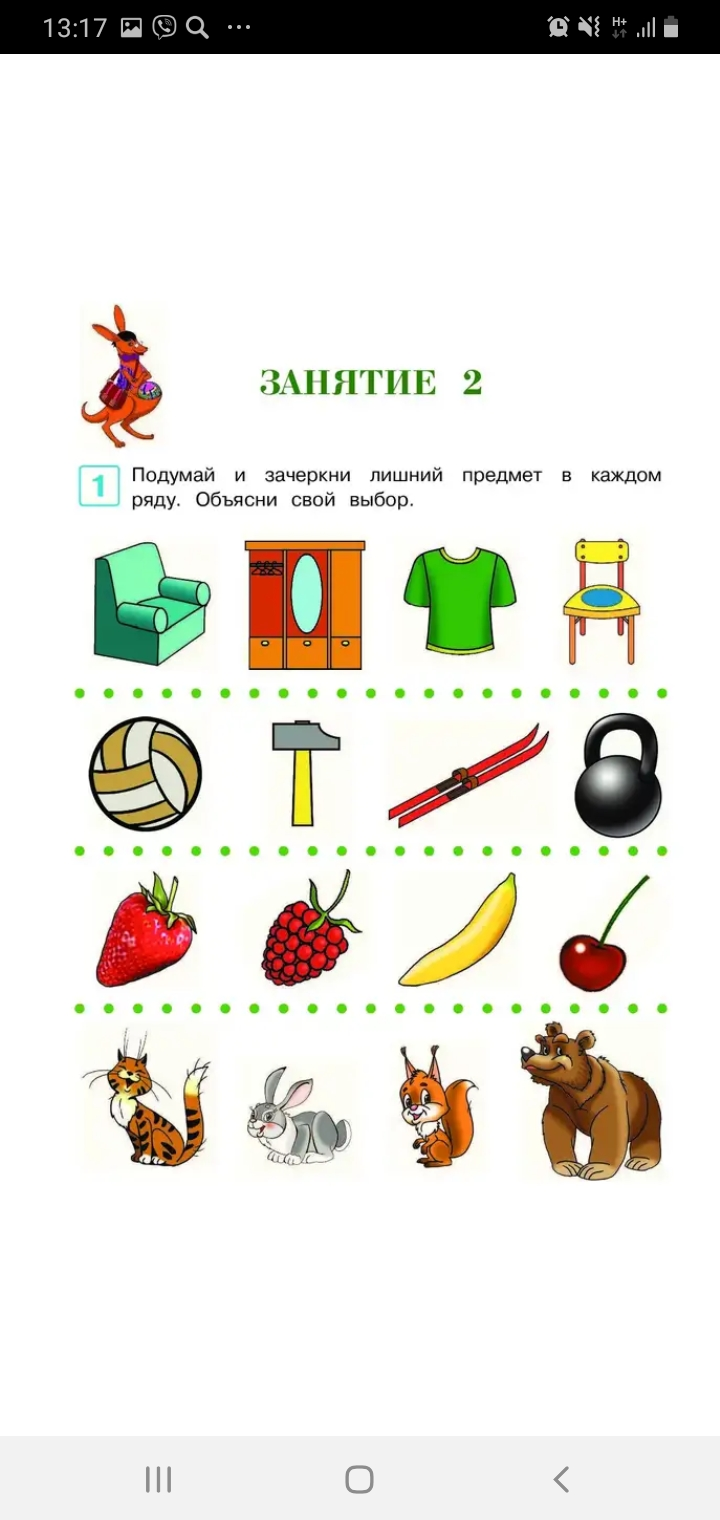 13:17
H+
ЗАНЯТИЕ 2
1
Подумай и зачеркни лишний предмет в каждом
ряду. Объясни свой выбор.